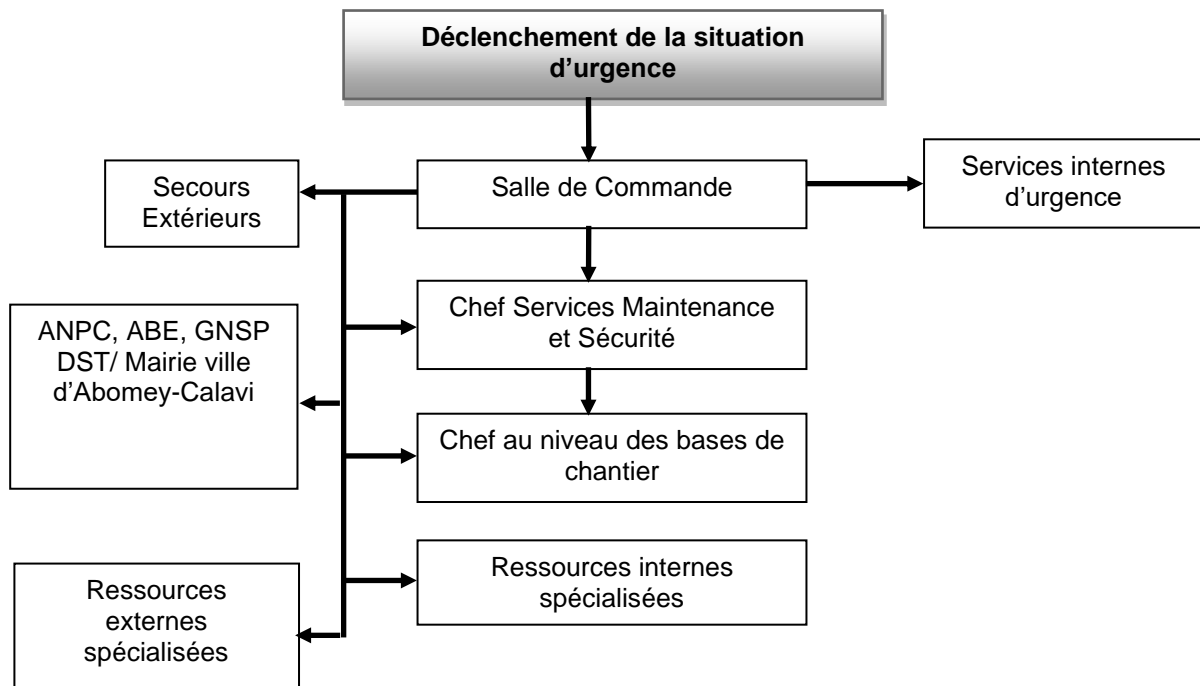 Déclenchement de la situation
d’urgence
Secours
Extérieurs
Salle de Commande
Services internes
d’urgence
Chef Services Maintenance
et Sécurité
ANPC, ABE, GNSP
DST/ Mairie ville
d’Abomey-Calavi
Chef au niveau des bases de
chantier
Ressources internes
spécialisées
Ressources
externes
spécialisées